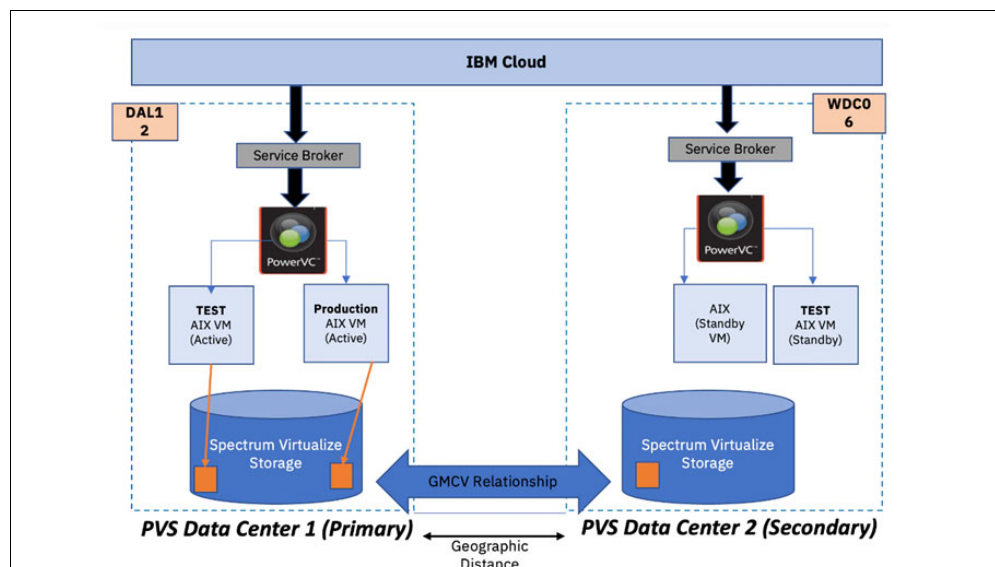 IBM Cloud
DAL1
2
WDC0
6
Service Broker
Service Broker
PowerVC™
PowerVC™
TEST
AIX VM
(Active)
Production
AIX VM
(Active)
AIX
(Standby
VM)
TEST
AIX VM
(Standby)
Spectrum Virtualize
Storage
Spectrum Virtualize
Storage
GMCV Relationship
PVS Data Center 1 (Primary)
PVS Data Center 2 (Secondary)
Geographic
Distance